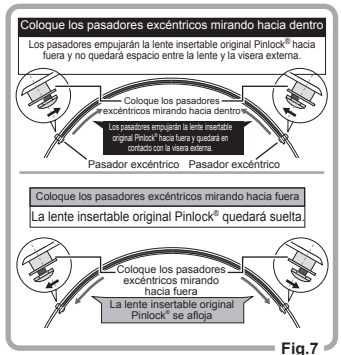 Coloque los pasadores excéntricos mirando hacia dentro
Los pasadores empujarán la lente insertable original Pinlock® hacia
fuera y no quedará espacio entre la lente y la visera externa.
Coloque los pasadores
excéntricos mirando hacia dentro
Los pasadores empujarán la lente insertable
original Pinlock® hacia fuera y quedará en
contacto con la visera externa.
Pasador excéntrico Pasador excéntrico
Coloque los pasadores excéntricos mirando hacia fuera
La lente insertable original Pinlock® quedará suelta.
Coloque los pasadores
excéntricos mirando
hacia fuera
La lente insertable original
Pinlock® se afloja
Fig.7